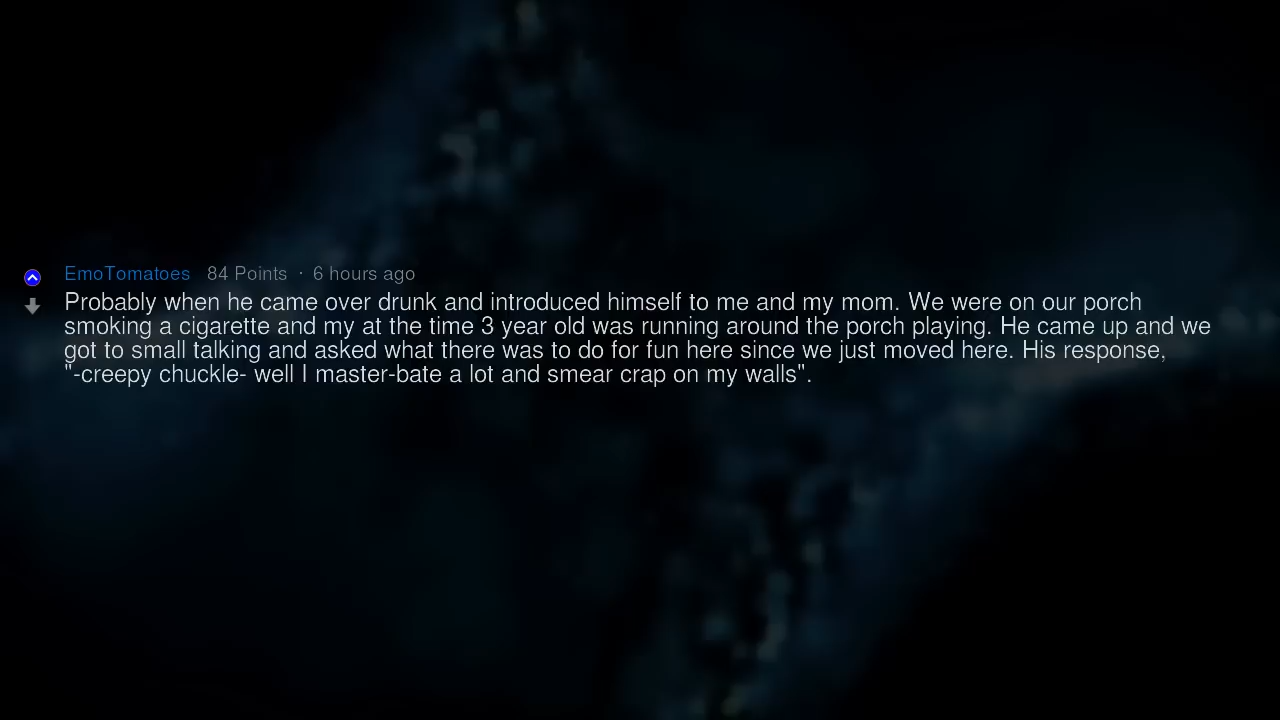 EmoTomatoes 84 Points · 6 hours ago
Probably when he came over drunk and introduced himself to me and my mom. We were on our porch
smoking a cigarette and my at the time 3 year old was running around the porch playing. He came up and we
got to small talking and asked what there was to do for fun here since we just moved here. His response,
"-creepy chuckle- well I master-bate a lot and smear crap on my walls".